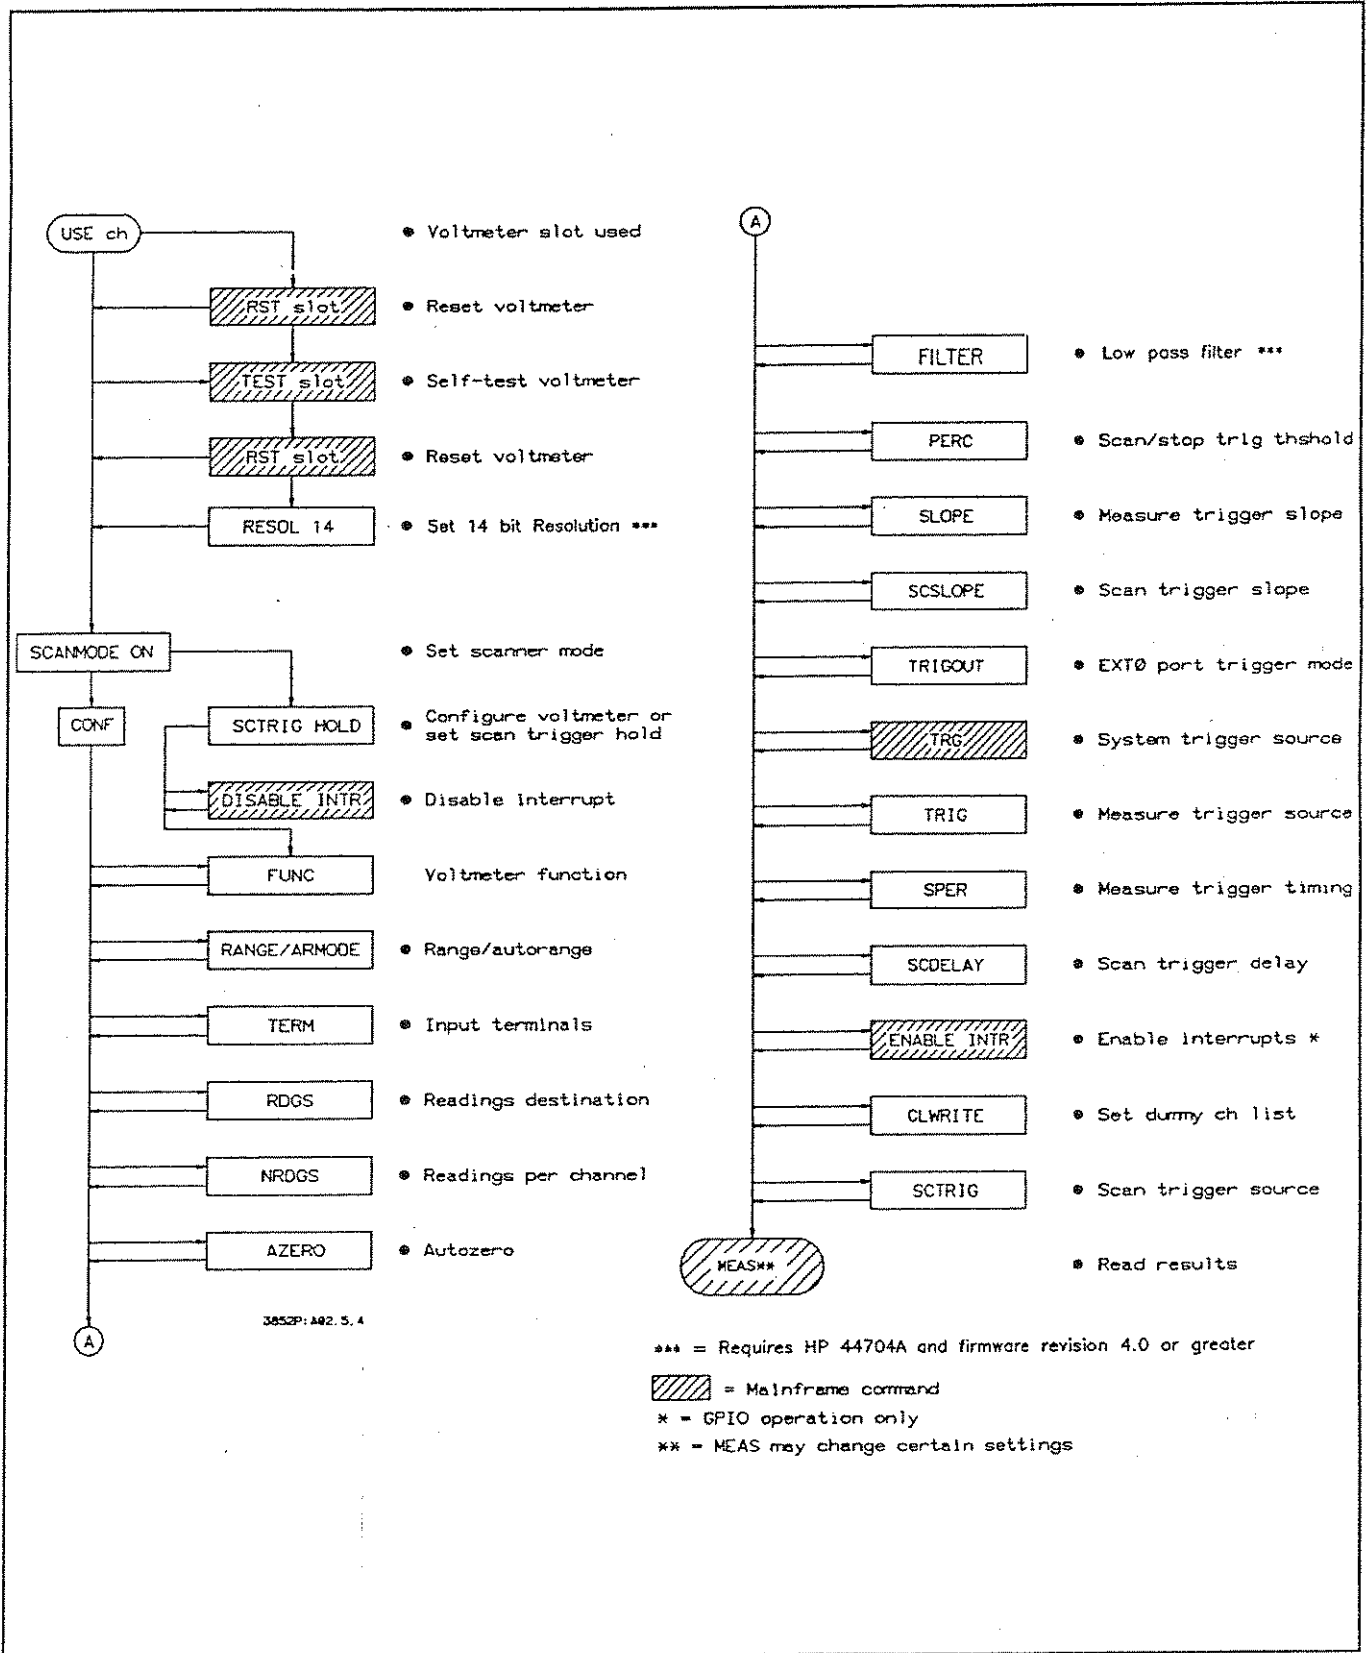 USE ch
• Voltmeter slot used
RST slot
• Reset voltmeter
TEST slot
• Self-test voltmeter
RST slot
• Reset voltmeter
RESOL 14
• Set 14 bit Resolution ***
SCANMODE ON
• Set scanner mode
CONF
SCTRIG HOLD
• Configure voltmeter or
set scan trigger hold
DISABLE INTR
• Disable interrupt
FUNC
Voltmeter function
RANGE/ARMODE
• Range/autorange
TERM
• Input terminals
RDGS
• Readings destination
NRDGS
• Readings per channel
AZERO
• Autozero
3852P:A02.5.4
A
A
FILTER
• Low pass filter ***
PERC
• Scan/stop trig thshold
SLOPE
• Measure trigger slope
SCSLOPE
• Scan trigger slope
TRIGOUT
• EXT0 port trigger mode
TRG
• System trigger source
TRIG
• Measure trigger source
SPER
• Measure trigger timing
SCDELAY
• Scan trigger delay
ENABLE INTR
• Enable interrupts *
CLWRITE
• Set dummy ch list
SCTRIG
• Scan trigger source
MEAS**
• Read results
*** = Requires HP 44704A and firmware revision 4.0 or greater
= Mainframe command
* = GPIO operation only
** = MEAS may change certain settings